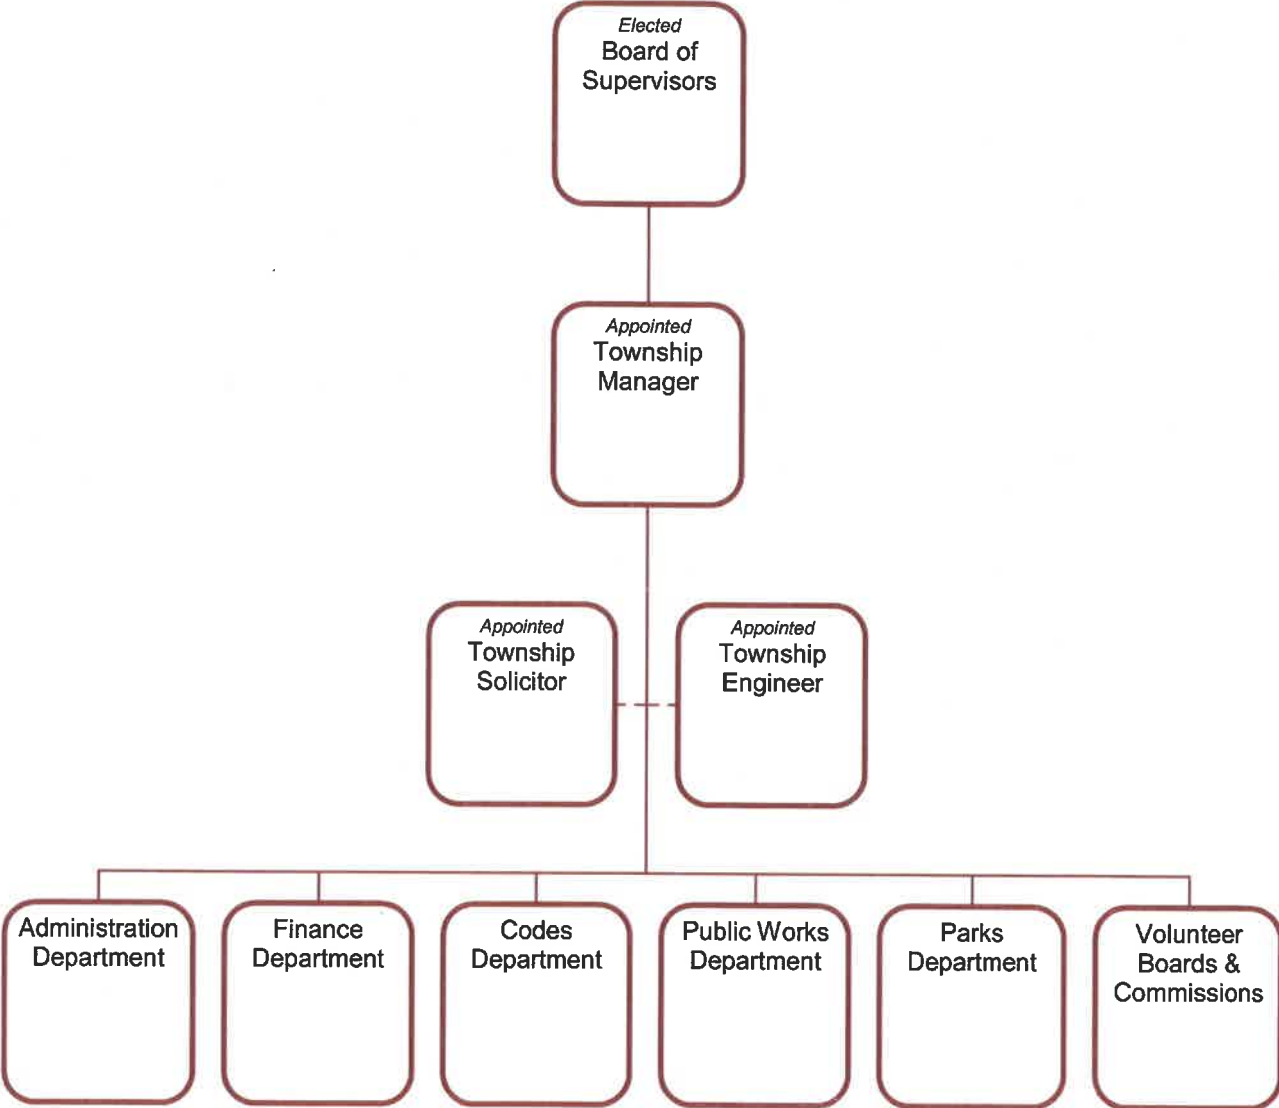 Elected
Board of
Supervisors
Appointed
Township
Manager
Appointed
Township
Solicitor
Appointed
Township
Engineer
Administration
Department
Finance
Department
Codes
Department
Public Works
Department
Parks
Department
Volunteer
Boards &
Commissions